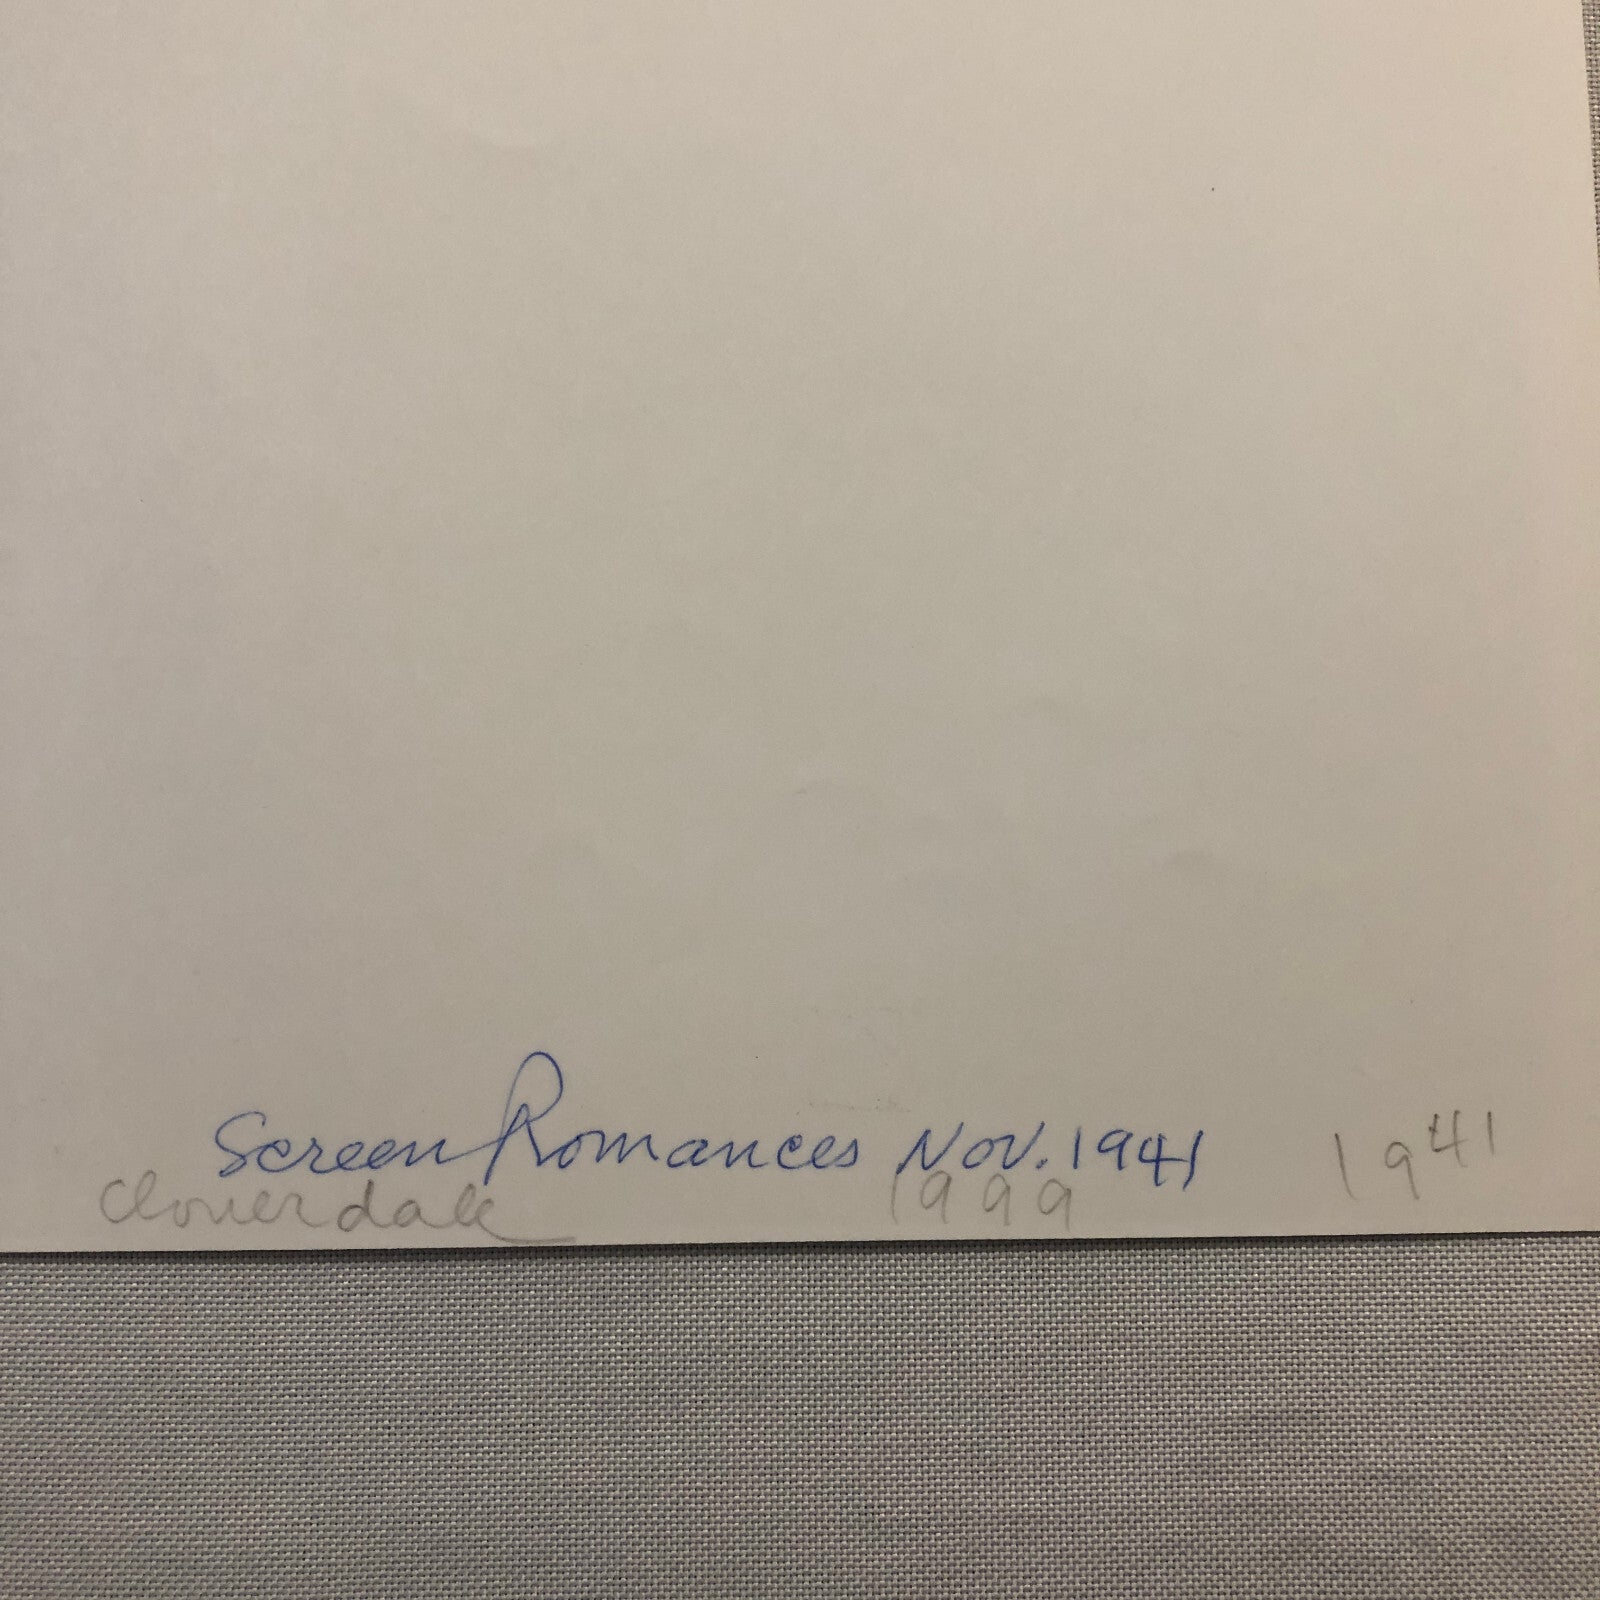 Screen Romances Nov. 1941 1941
Cloverdale 1999